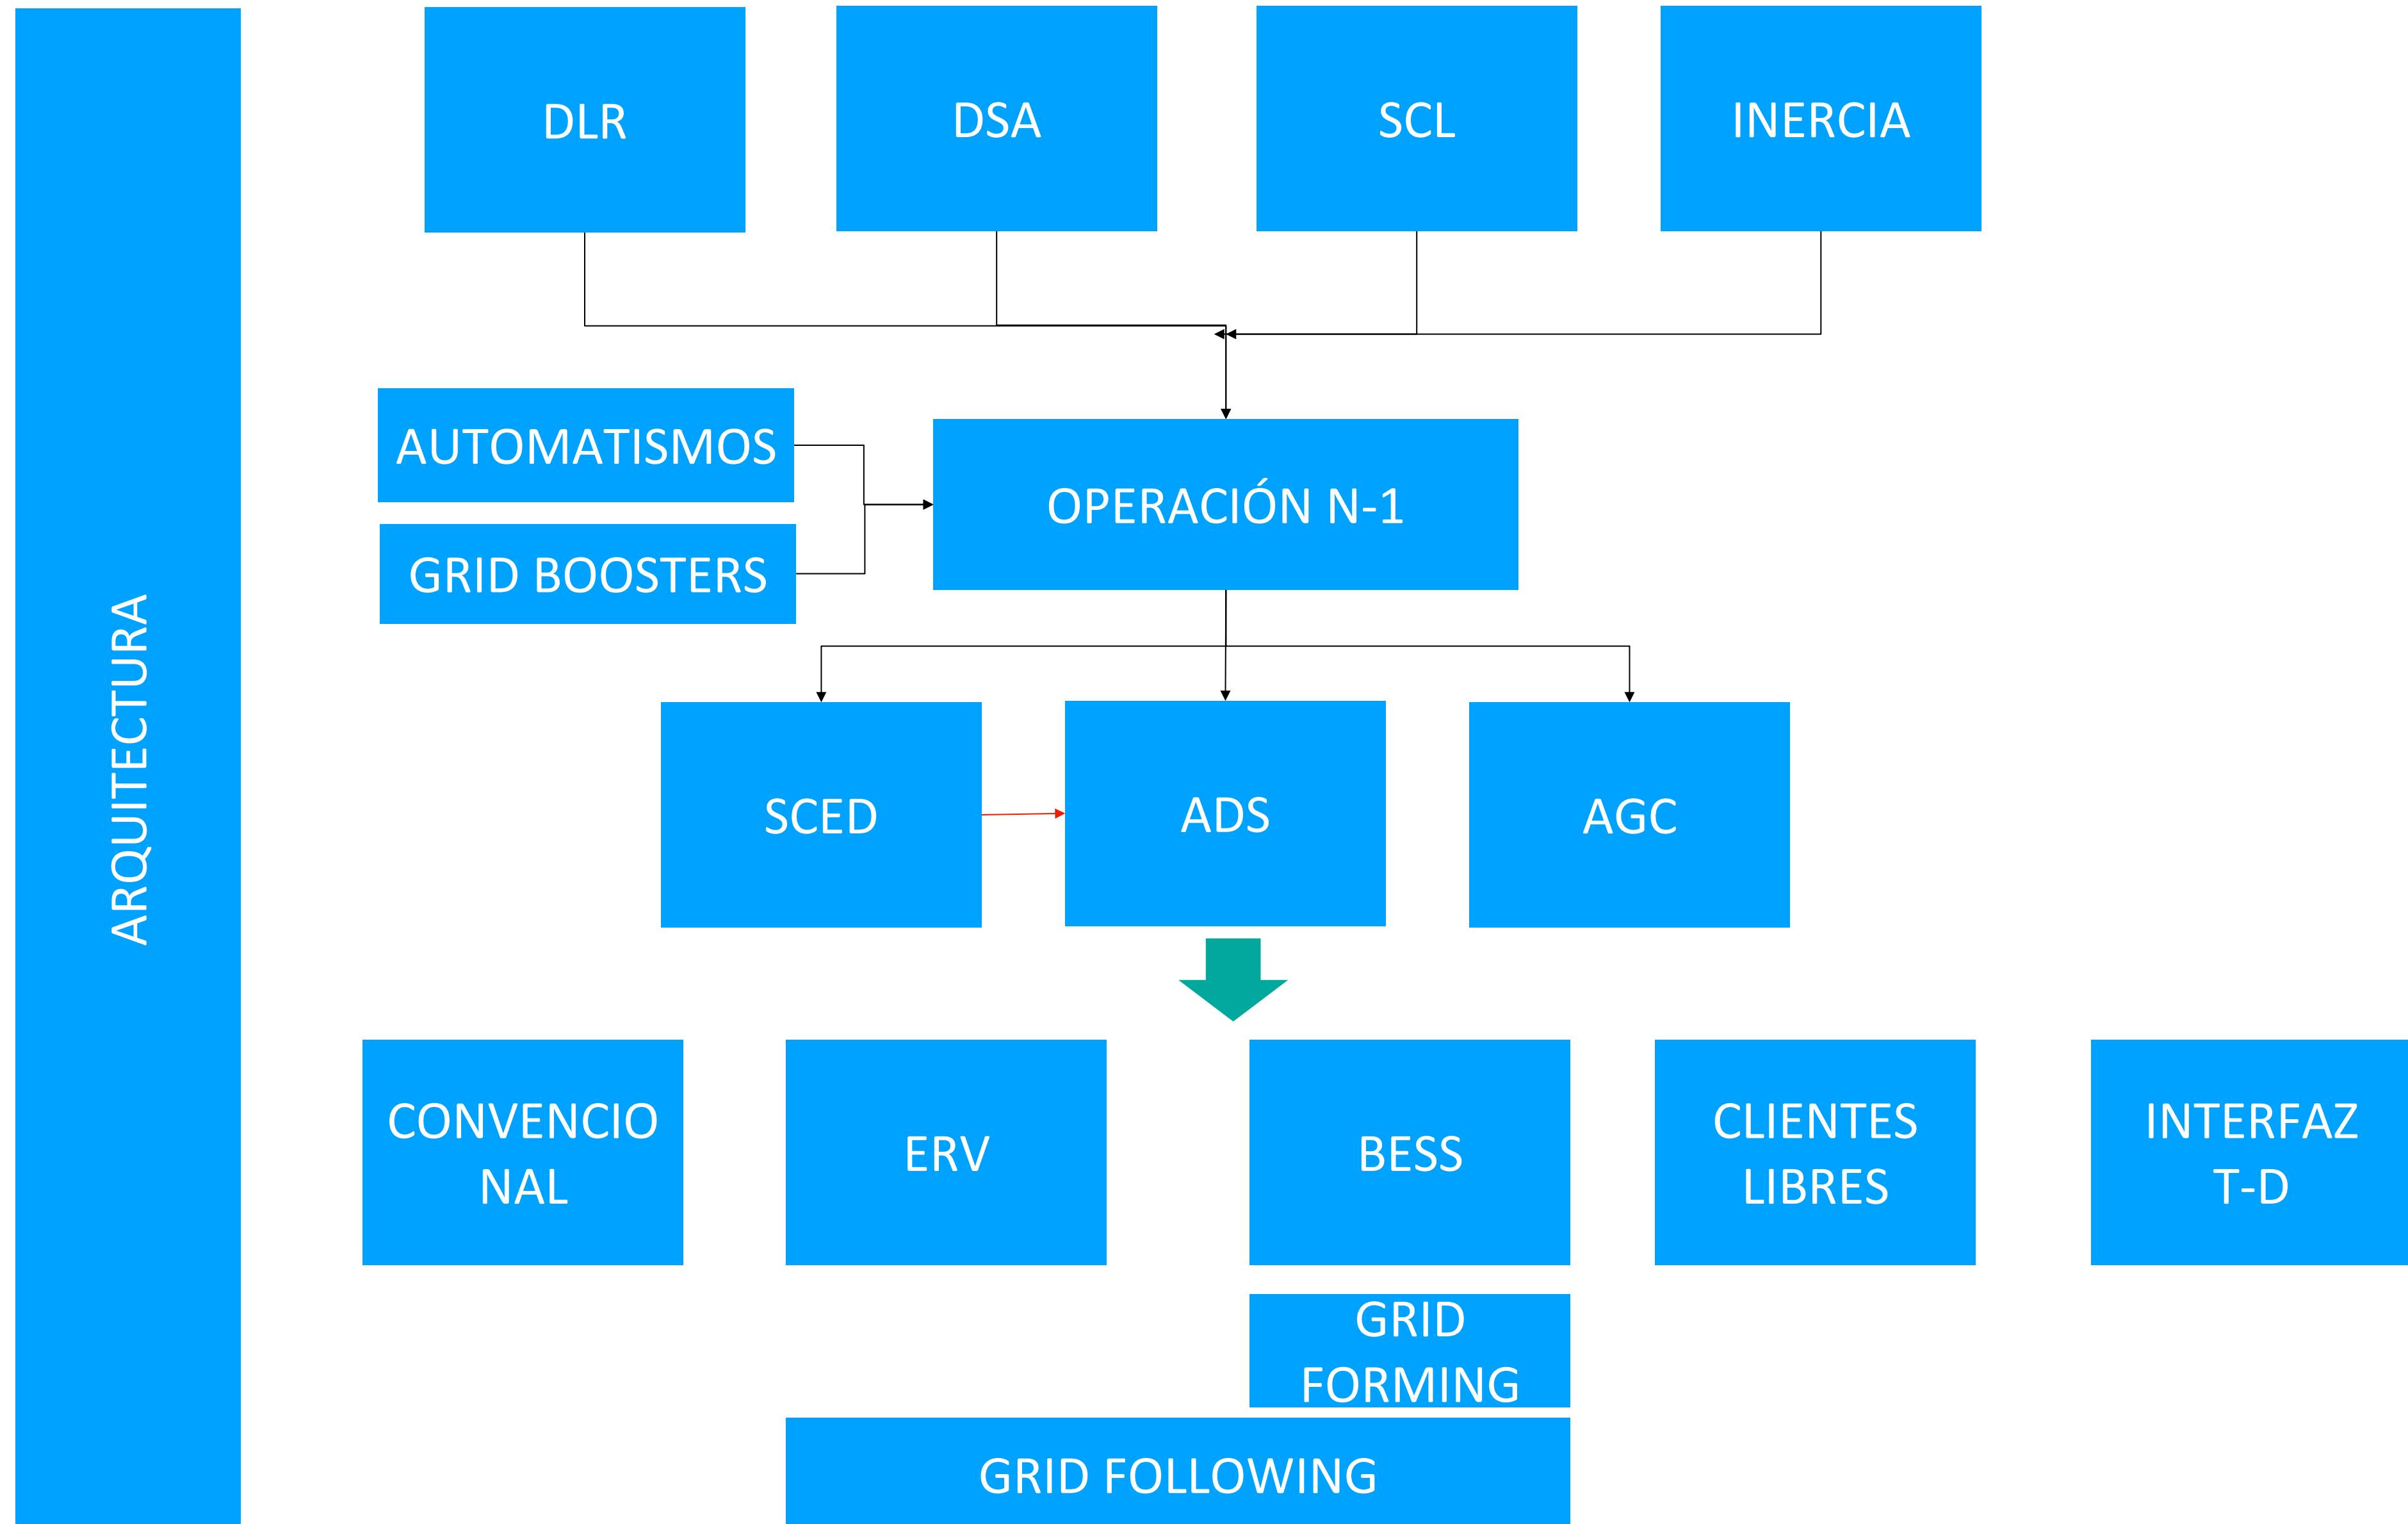 ARQUITECTURA
DLR
DSA
SCL
INERCIA
AUTOMATISMOS
GRID BOOSTERS
OPERACIÓN N-1
SCED
ADS
AGC
CONVENCIO
NAL
ERV
BESS
CLIENTES
LIBRES
INTERFAZ
T-D
GRID
FORMING
GRID FOLLOWING